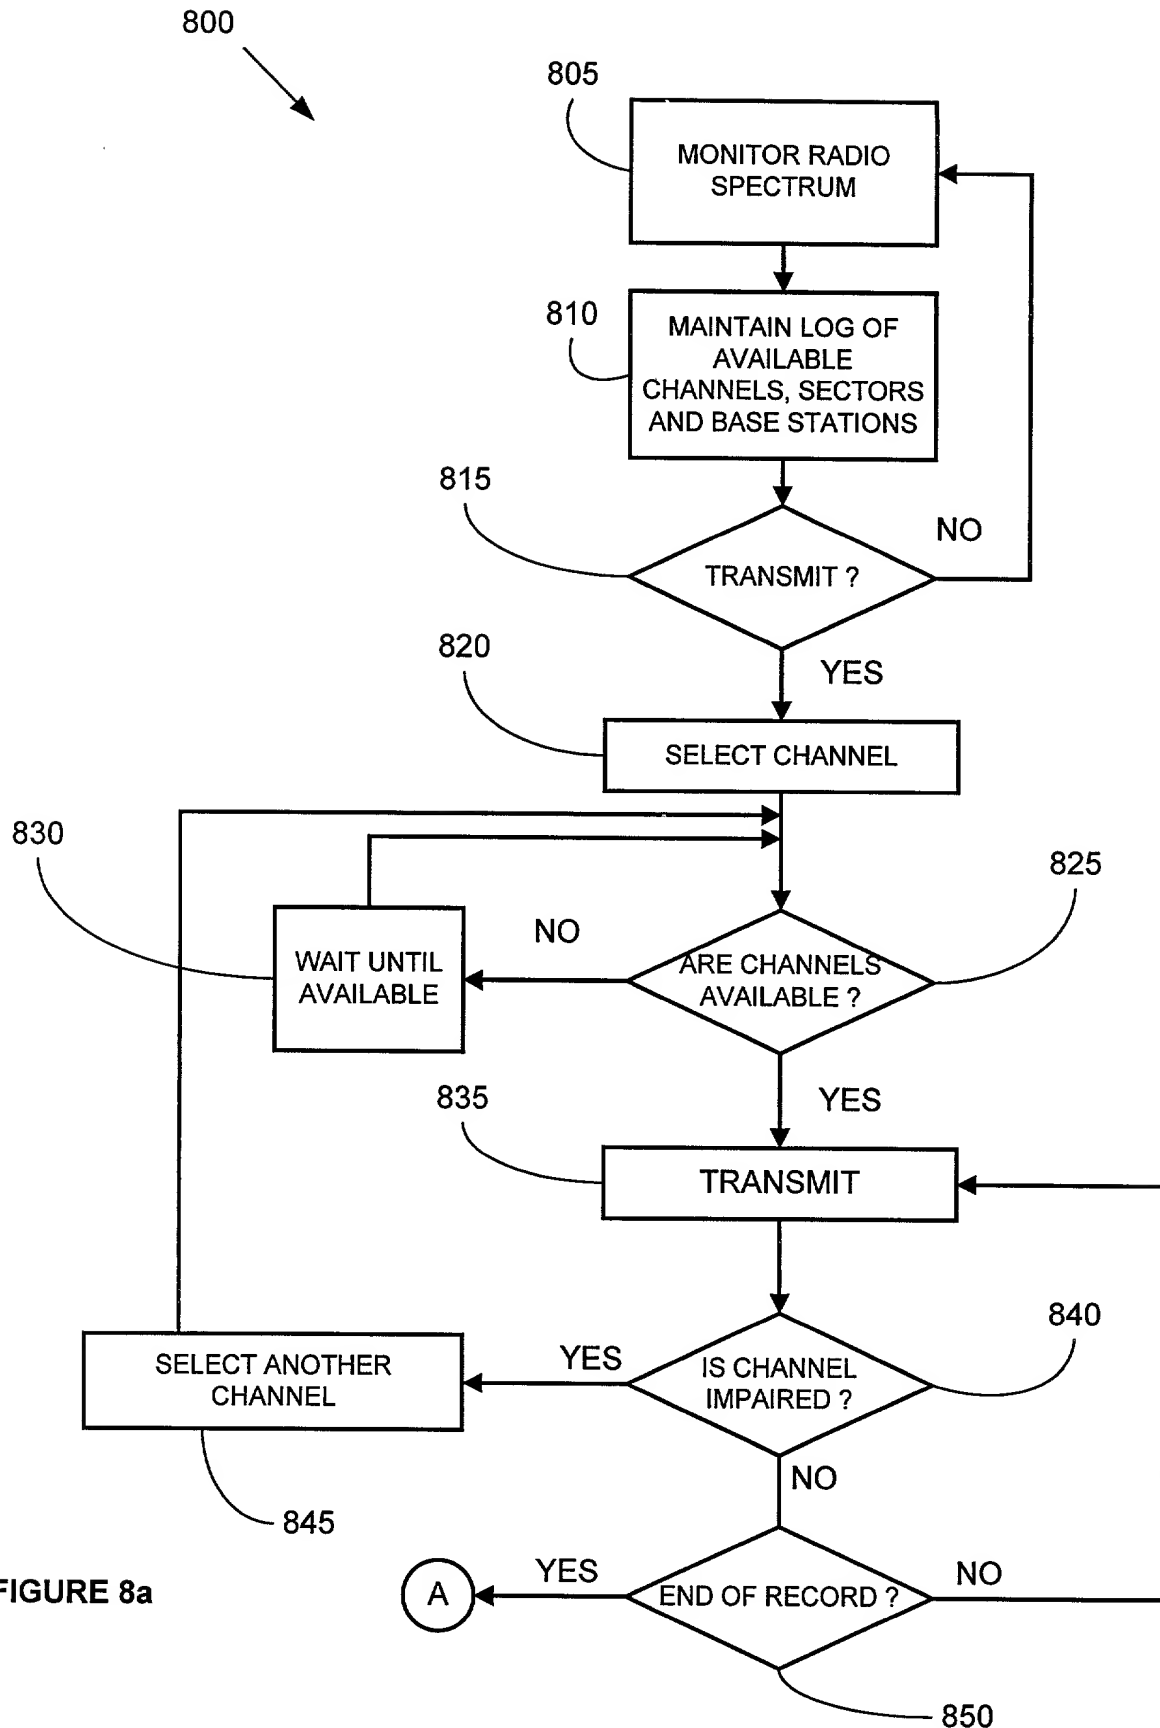 800
805
MONITOR RADIO
SPECTRUM
810
MAINTAIN LOG OF
AVAILABLE
CHANNELS, SECTORS
AND BASE STATIONS
815
NO
TRANSMIT ?
820
YES
SELECT CHANNEL
830
825
NO
WAIT UNTIL
AVAILABLE
ARE CHANNELS
AVAILABLE ?
835
YES
TRANSMIT
840
YES
SELECT ANOTHER
CHANNEL
IS CHANNEL
IMPAIRED ?
NO
845
FIGURE 8a
A
YES
END OF RECORD ?
NO
850